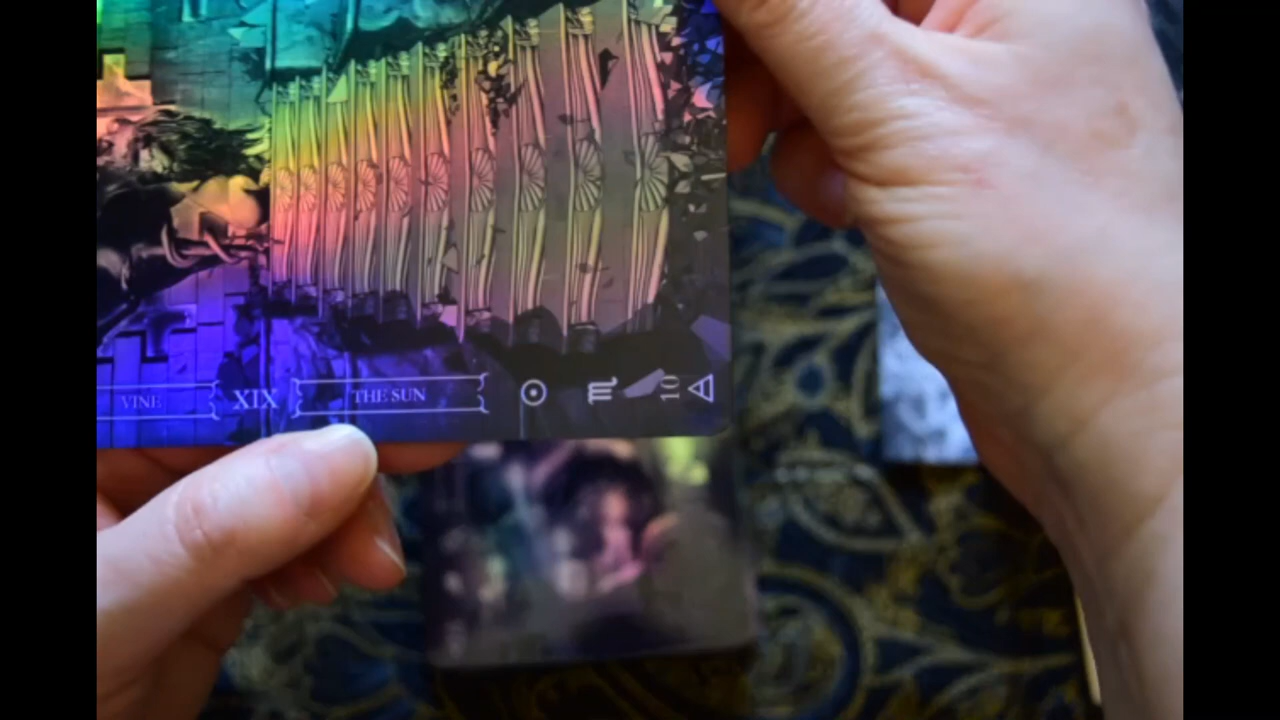 VINE XIX THE SUN ☉ ♏ 10 🜁